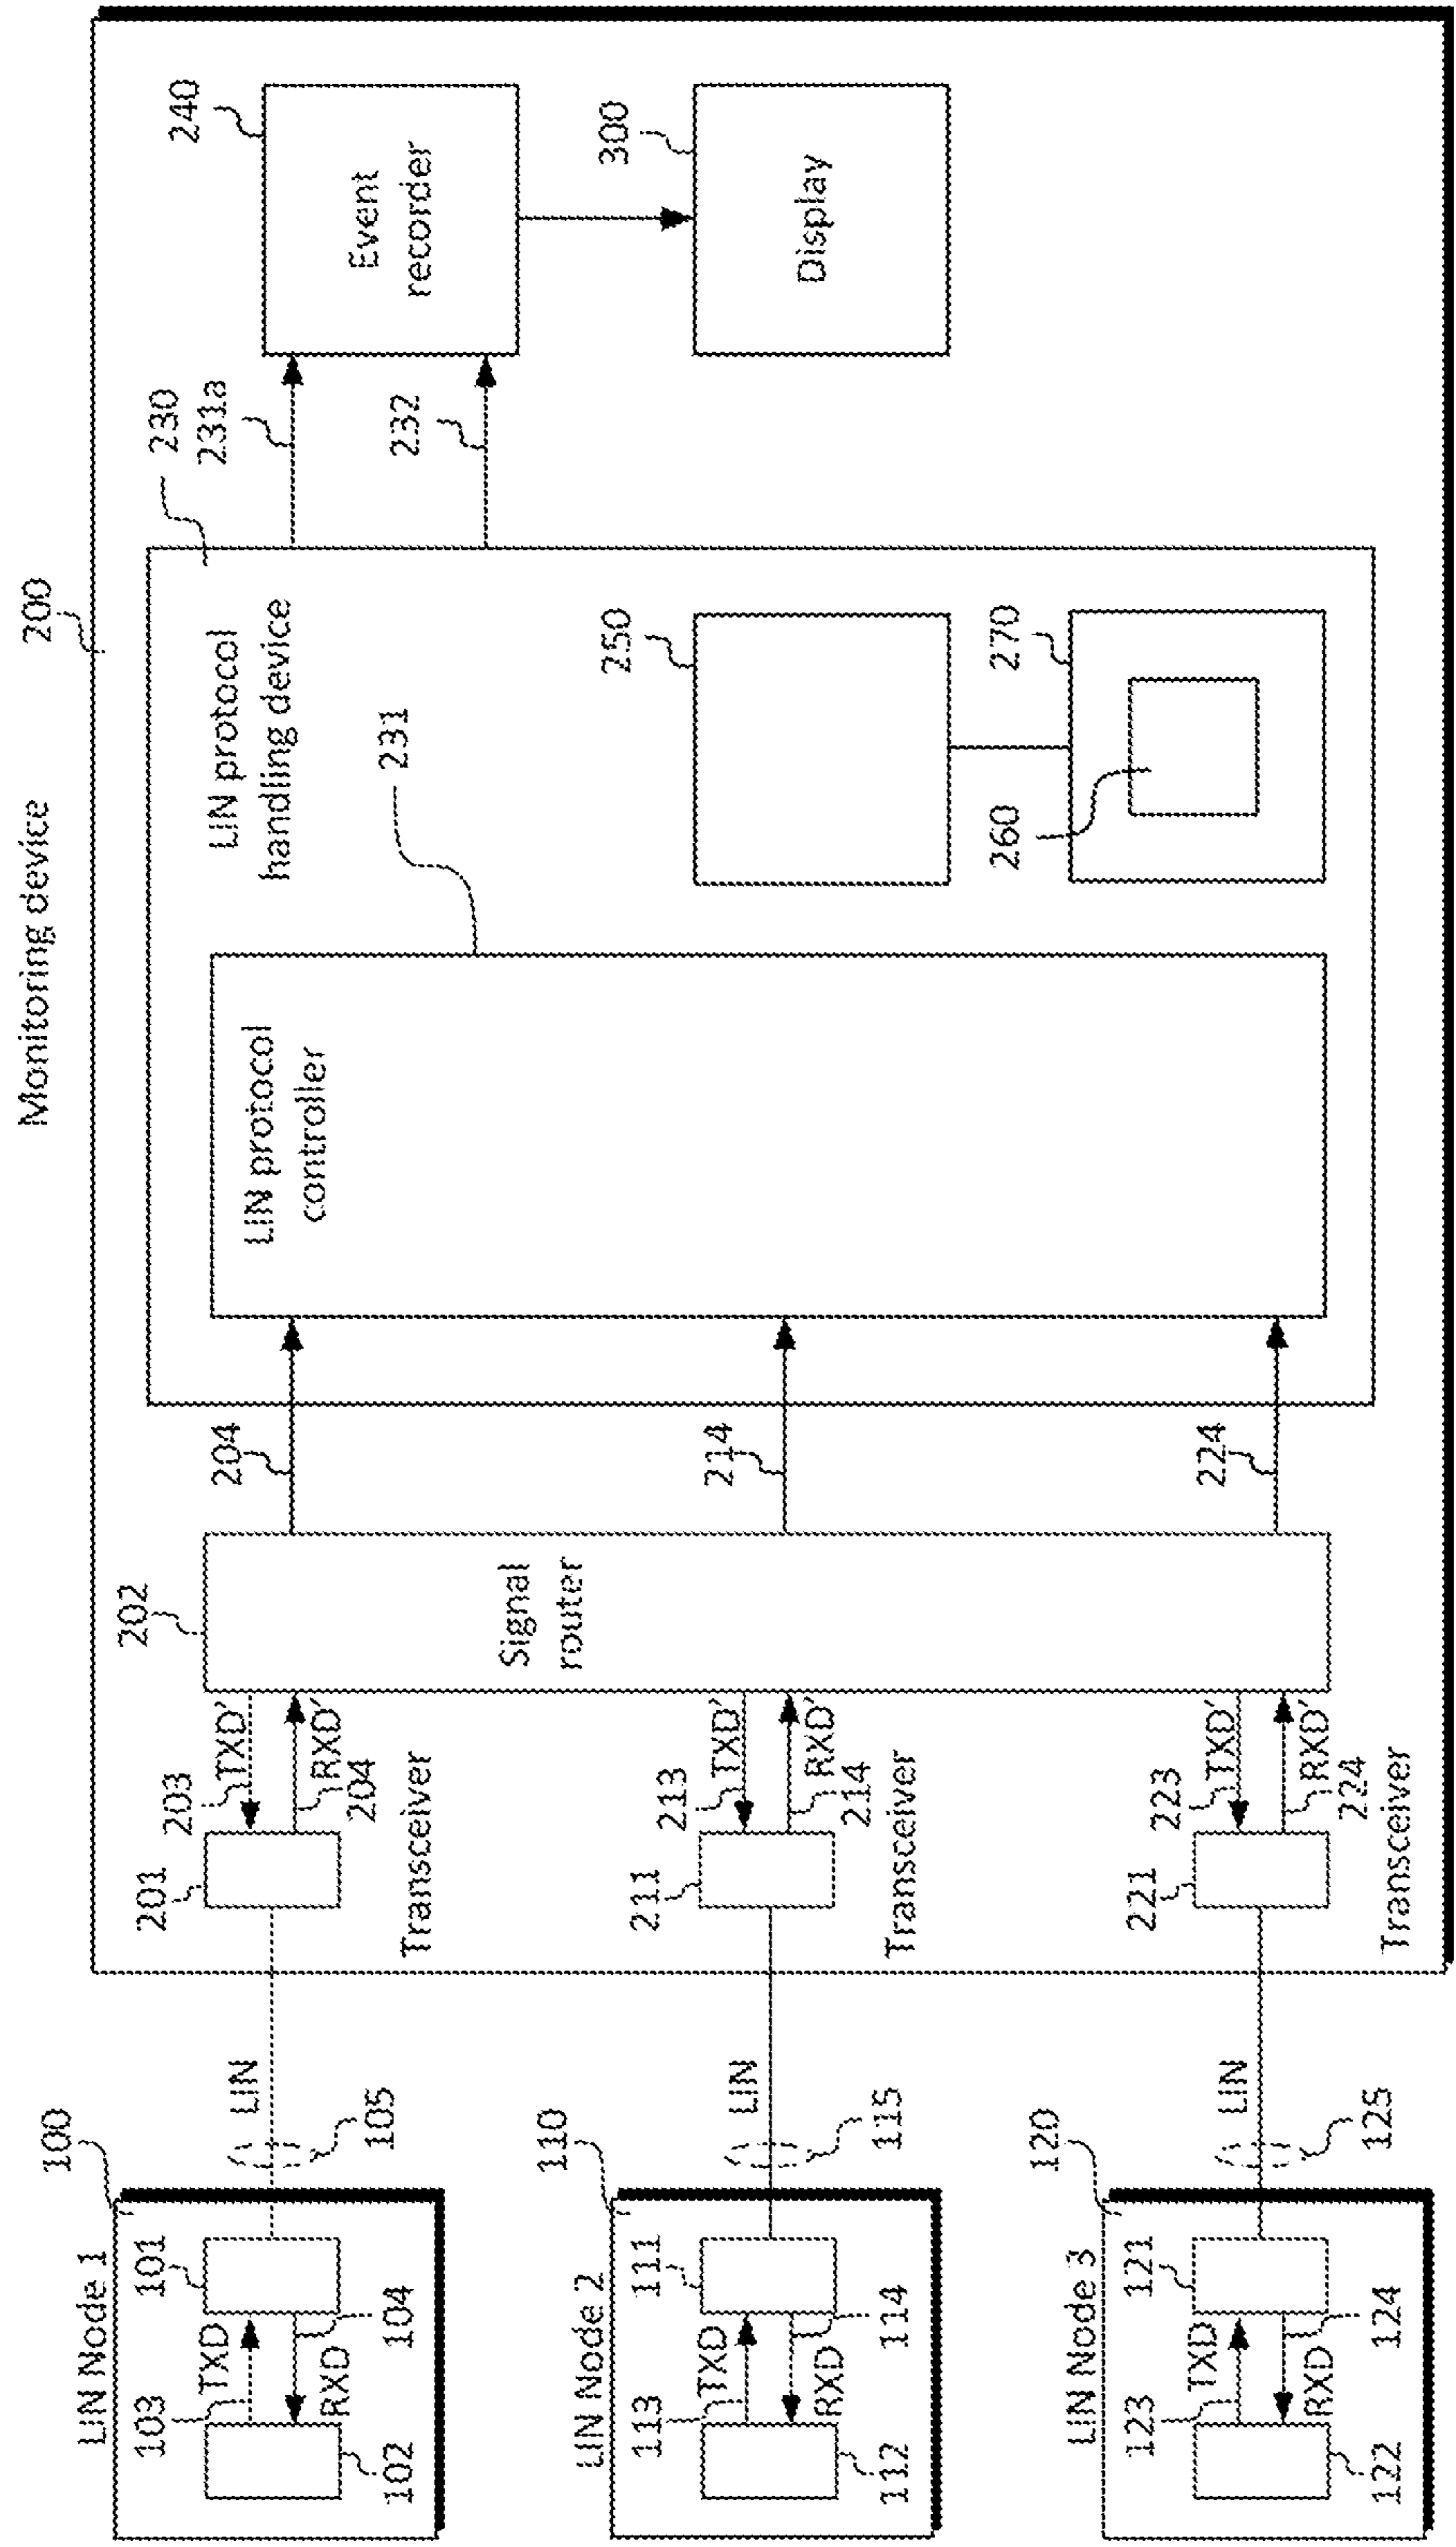 Monitoring device
200
LIN Node 1
100
103
TXD
101
102
RXD
104
LIN
105
201
203
TXD'
RXD'
204
Transceiver
202
Signal
router
204
LIN protocol
controller
231
LIN protocol
handling device
230
231a
232
240
Event
recorder
300
Display
LIN Node 2
110
113
TXD
111
112
RXD
114
LIN
115
211
213
TXD'
RXD'
214
Transceiver
214
250
LIN Node 3
120
123
TXD
121
122
RXD
124
LIN
125
221
223
TXD'
RXD'
224
Transceiver
224
260
270